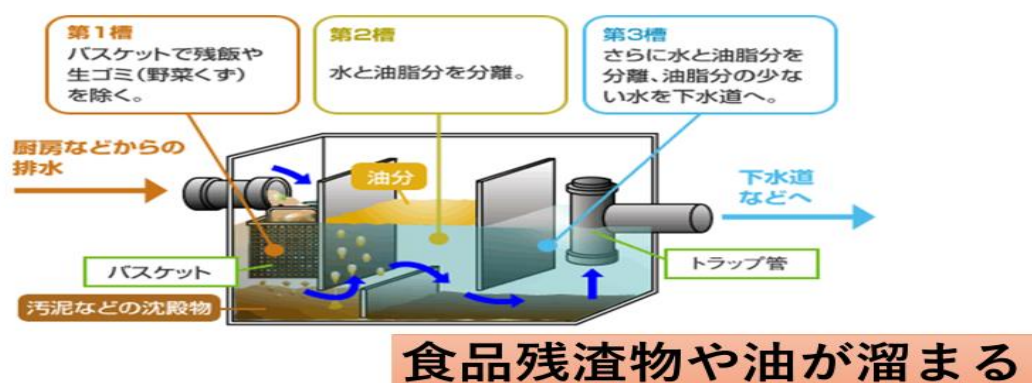 第1槽
バスケットで残飯や
生ゴミ(野菜くず)
を除く。
第2槽
水と油脂分を分離。
第3槽
さらに水と油脂分を
分離、油脂分の少な
い水を下水道へ。
厨房などからの
排水
油分
下水道
などへ
バスケット
トラップ管
汚泥などの沈殿物
食品残渣物や油が溜まる